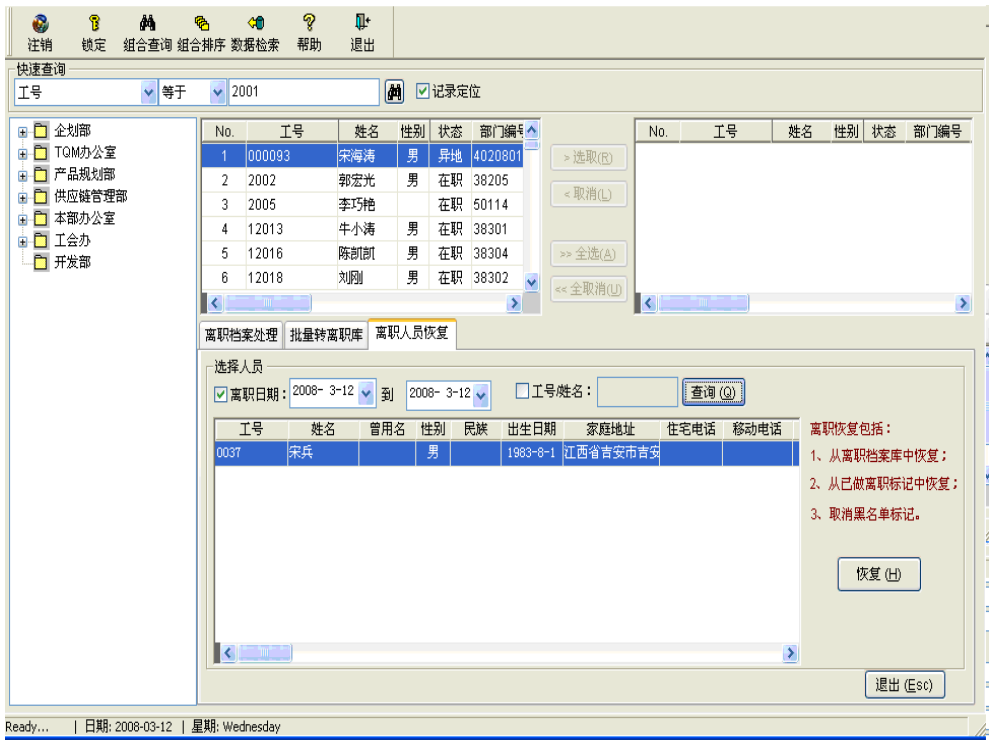 注销 锁定 组合查询 组合排序 数据检索 帮助 退出
快速查询
工号 等于 2001 记录定位
企划部
TQM办公室
产品规划部
供应链管理部
本部办公室
工会办
开发部
No. 工号 姓名 性别 状态 部门编号
1 000093 宋海涛 男 异地 4020801
2 2002 郭宏光 男 在职 38205
3 2005 李巧艳 在职 50114
4 12013 牛小涛 男 在职 38301
5 12016 陈凯凯 男 在职 38304
6 12018 刘刚 男 在职 38302
>选取(R)
<取消(L)
>> 全选(A)
<< 全取消(U)
No. 工号 姓名 性别 状态 部门编号
离职档案处理 批量转离职库 离职人员恢复
选择人员
离职日期: 2008- 3-12 到 2008- 3-12 工号/姓名: 查询(Q)
工号 姓名 曾用名 性别 民族 出生日期 家庭地址 住宅电话 移动电话
0037 宋兵 男 1983-8-1 江西省吉安市吉安
离职恢复包括:
1、从离职档案库中恢复;
2、从已做离职标记中恢复;
3、取消黑名单标记。
恢复(H)
退出(Esc)
Ready... | 日期: 2008-03-12 | 星期: Wednesday